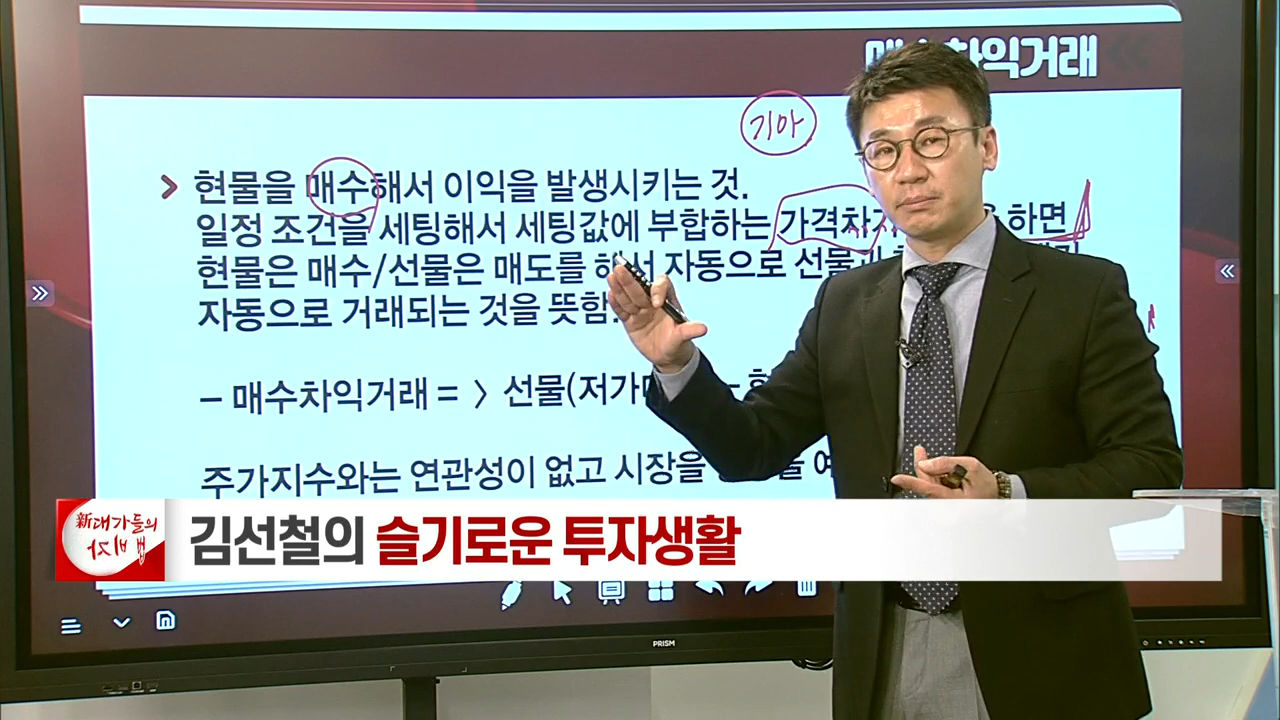 차익거래
기아
현물을 매수해서 이익을 발생시키는 것.
일정 조건을 세팅해서 세팅값에 부합하는 가격차가 하면
현물은 매수/선물은 매도를 해서 자동으로 선물과
자동으로 거래되는 것을 뜻함.
– 매수차익거래 = > 선물(저가매
주가지수와는 연관성이 없고 시장을
新대가들의
김선철의 슬기로운 투자생활
PRISM